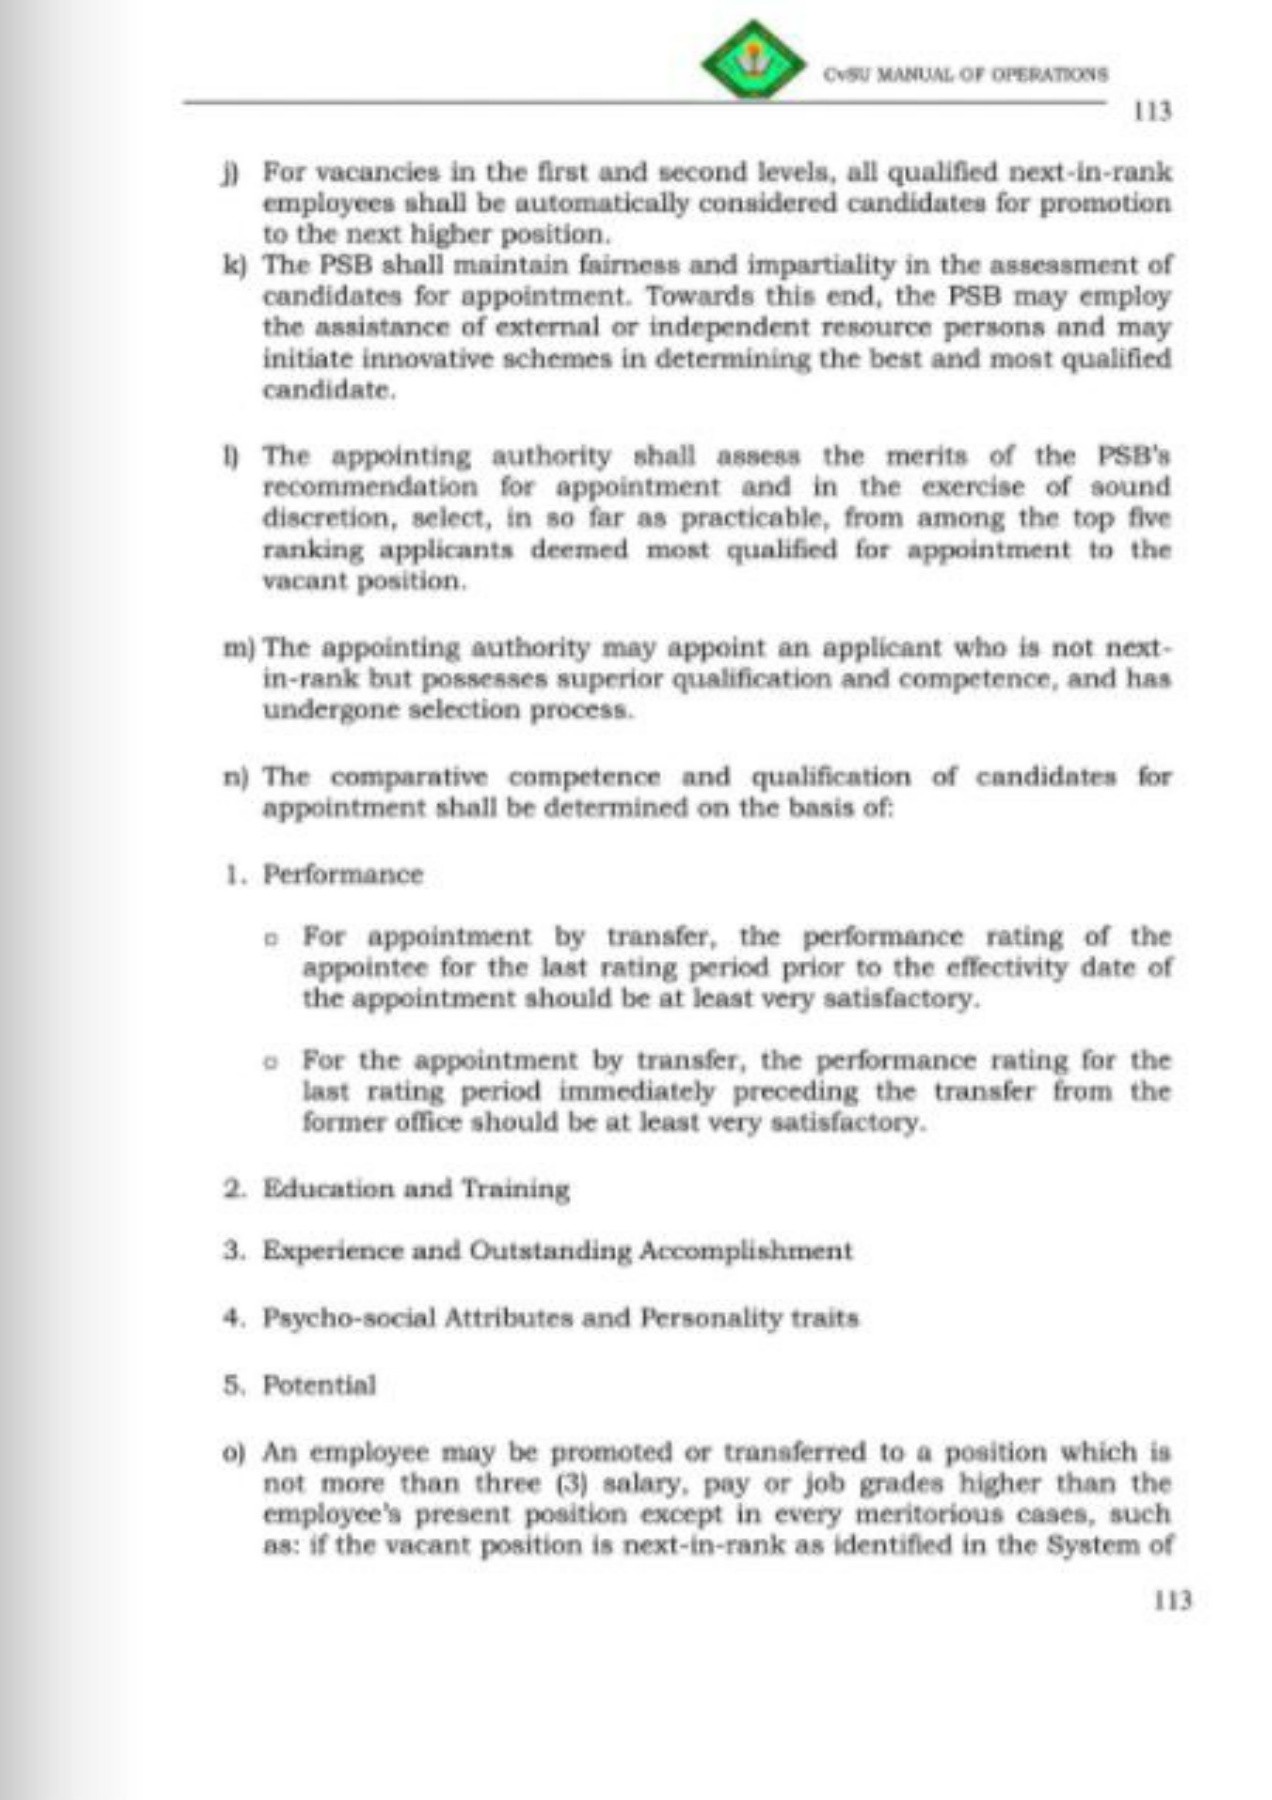 CvSU MANUAL OF OPERATIONS
113
j) For vacancies in the first and second levels, all qualified next-in-rank
employees shall be automatically considered candidates for promotion
to the next higher position.
k) The PSB shall maintain fairness and impartiality in the assessment of
candidates for appointment. Towards this end, the PSB may employ
the assistance of external or independent resource persons and may
initiate innovative schemes in determining the best and most qualified
candidate.
l) The appointing authority shall assess the merits of the PSB's
recommendation for appointment and in the exercise of sound
discretion, select, in so far as practicable, from among the top five
ranking applicants deemed most qualified for appointment to the
vacant position.
m) The appointing authority may appoint an applicant who is not next-
in-rank but possesses superior qualification and competence, and has
undergone selection process.
n) The comparative competence and qualification of candidates for
appointment shall be determined on the basis of:
1. Performance
▫ For appointment by transfer, the performance rating of the
appointee for the last rating period prior to the effectivity date of
the appointment should be at least very satisfactory.
▫ For the appointment by transfer, the performance rating for the
last rating period immediately preceding the transfer from the
former office should be at least very satisfactory.
2. Education and Training
3. Experience and Outstanding Accomplishment
4. Psycho-social Attributes and Personality traits
5. Potential
o) An employee may be promoted or transferred to a position which is
not more than three (3) salary, pay or job grades higher than the
employee's present position except in every meritorious cases, such
as: if the vacant position is next-in-rank as identified in the System of
113